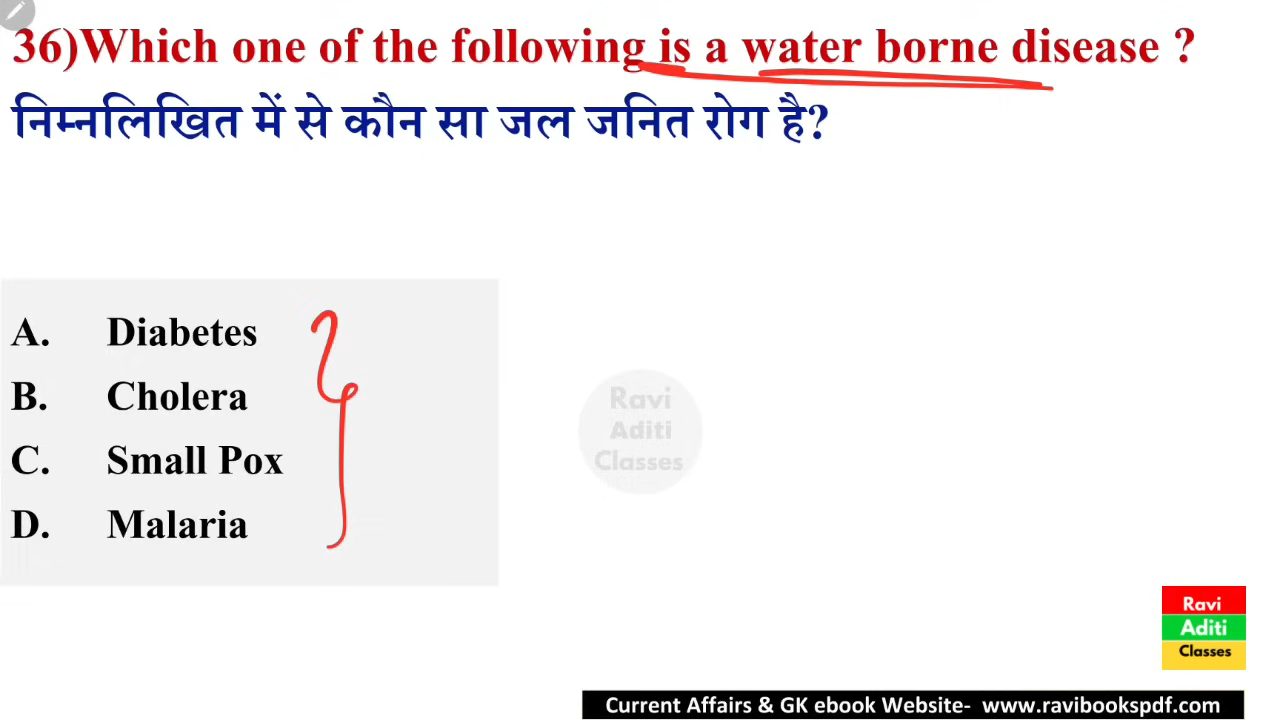 36)Which one of the following is a water borne disease ?
निम्नलिखित में से कौन सा जल जनित रोग है?
A. Diabetes
B. Cholera
C. Small Pox
D. Malaria
Ravi
Aditi
Classes
Ravi
Aditi
Classes
Current Affairs & GK ebook Website- www.ravibookspdf.com